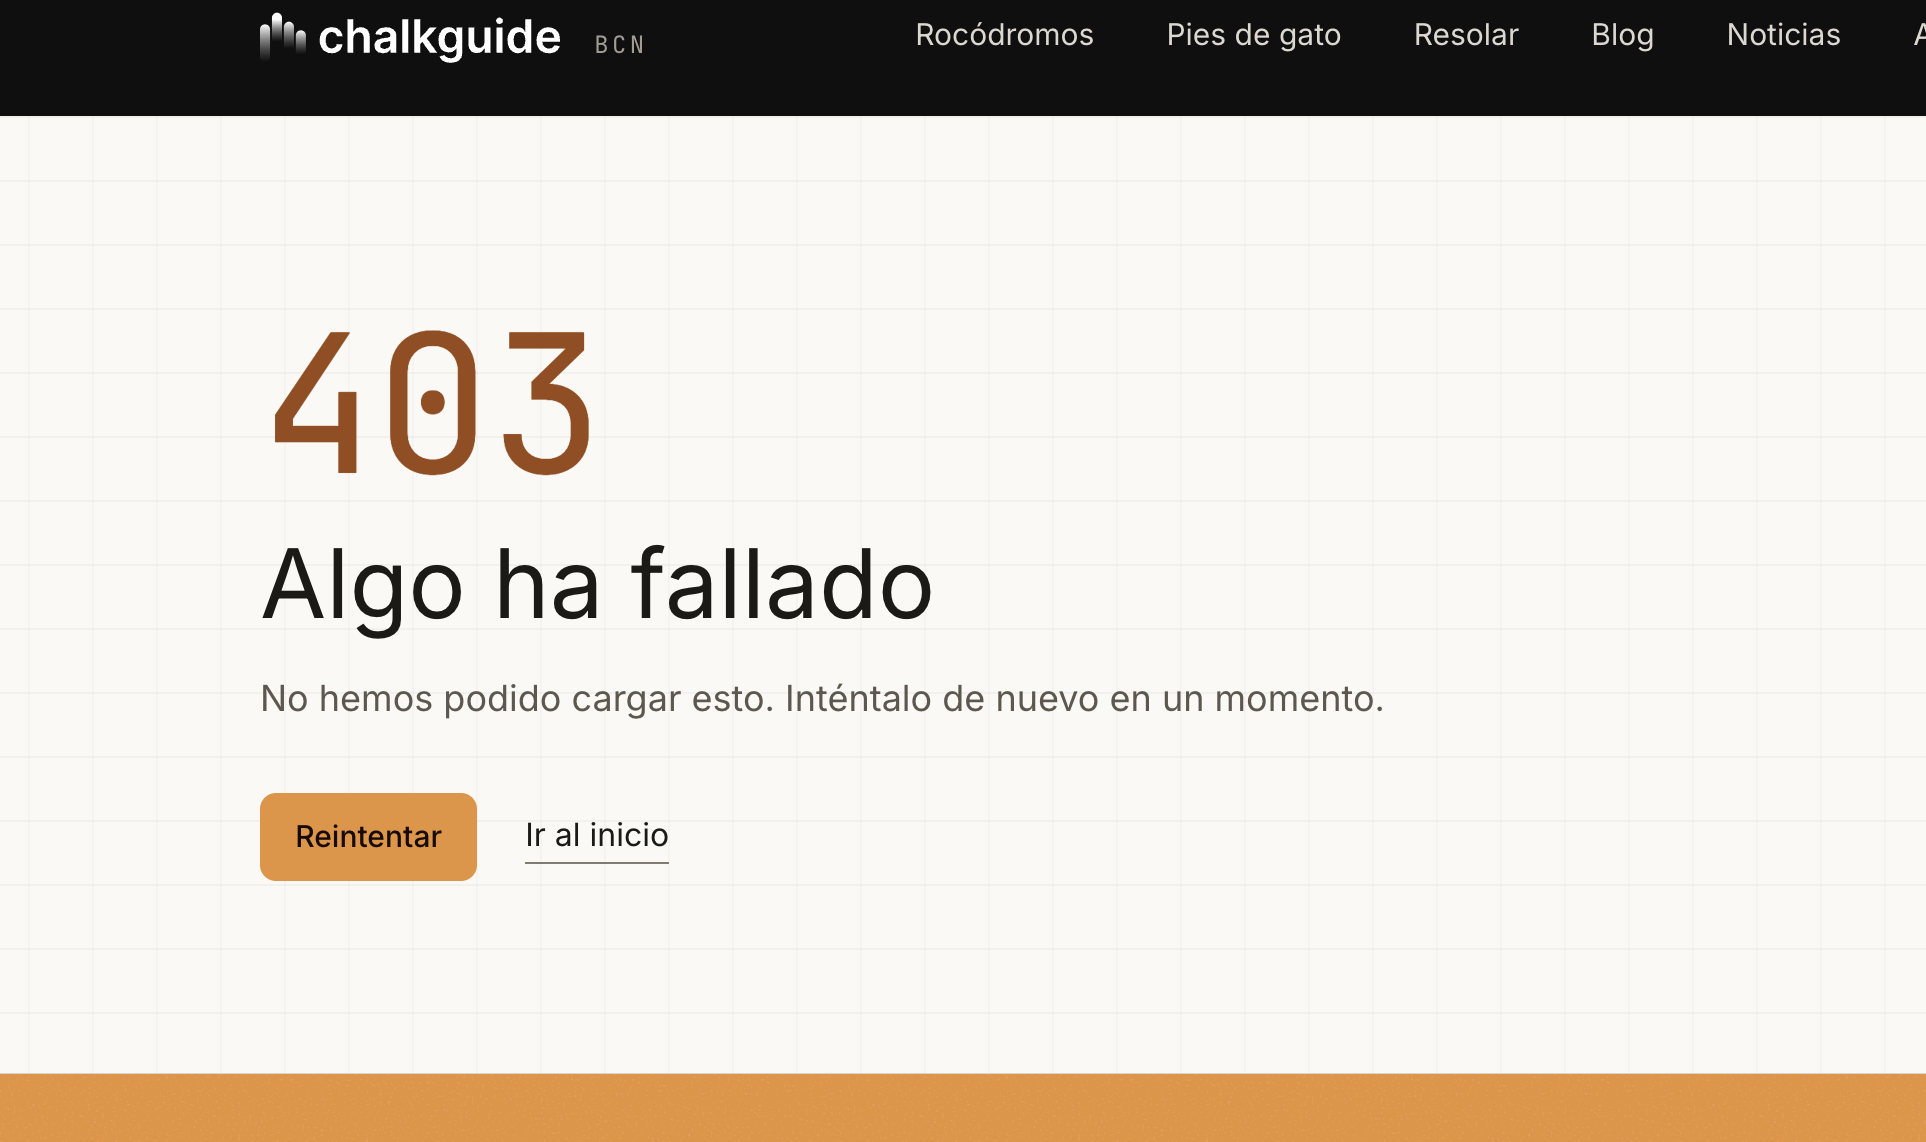 chalkguide BCN Rocódromos Pies de gato Resolar Blog Noticias
403
Algo ha fallado
No hemos podido cargar esto. Inténtalo de nuevo en un momento.
Reintentar Ir al inicio